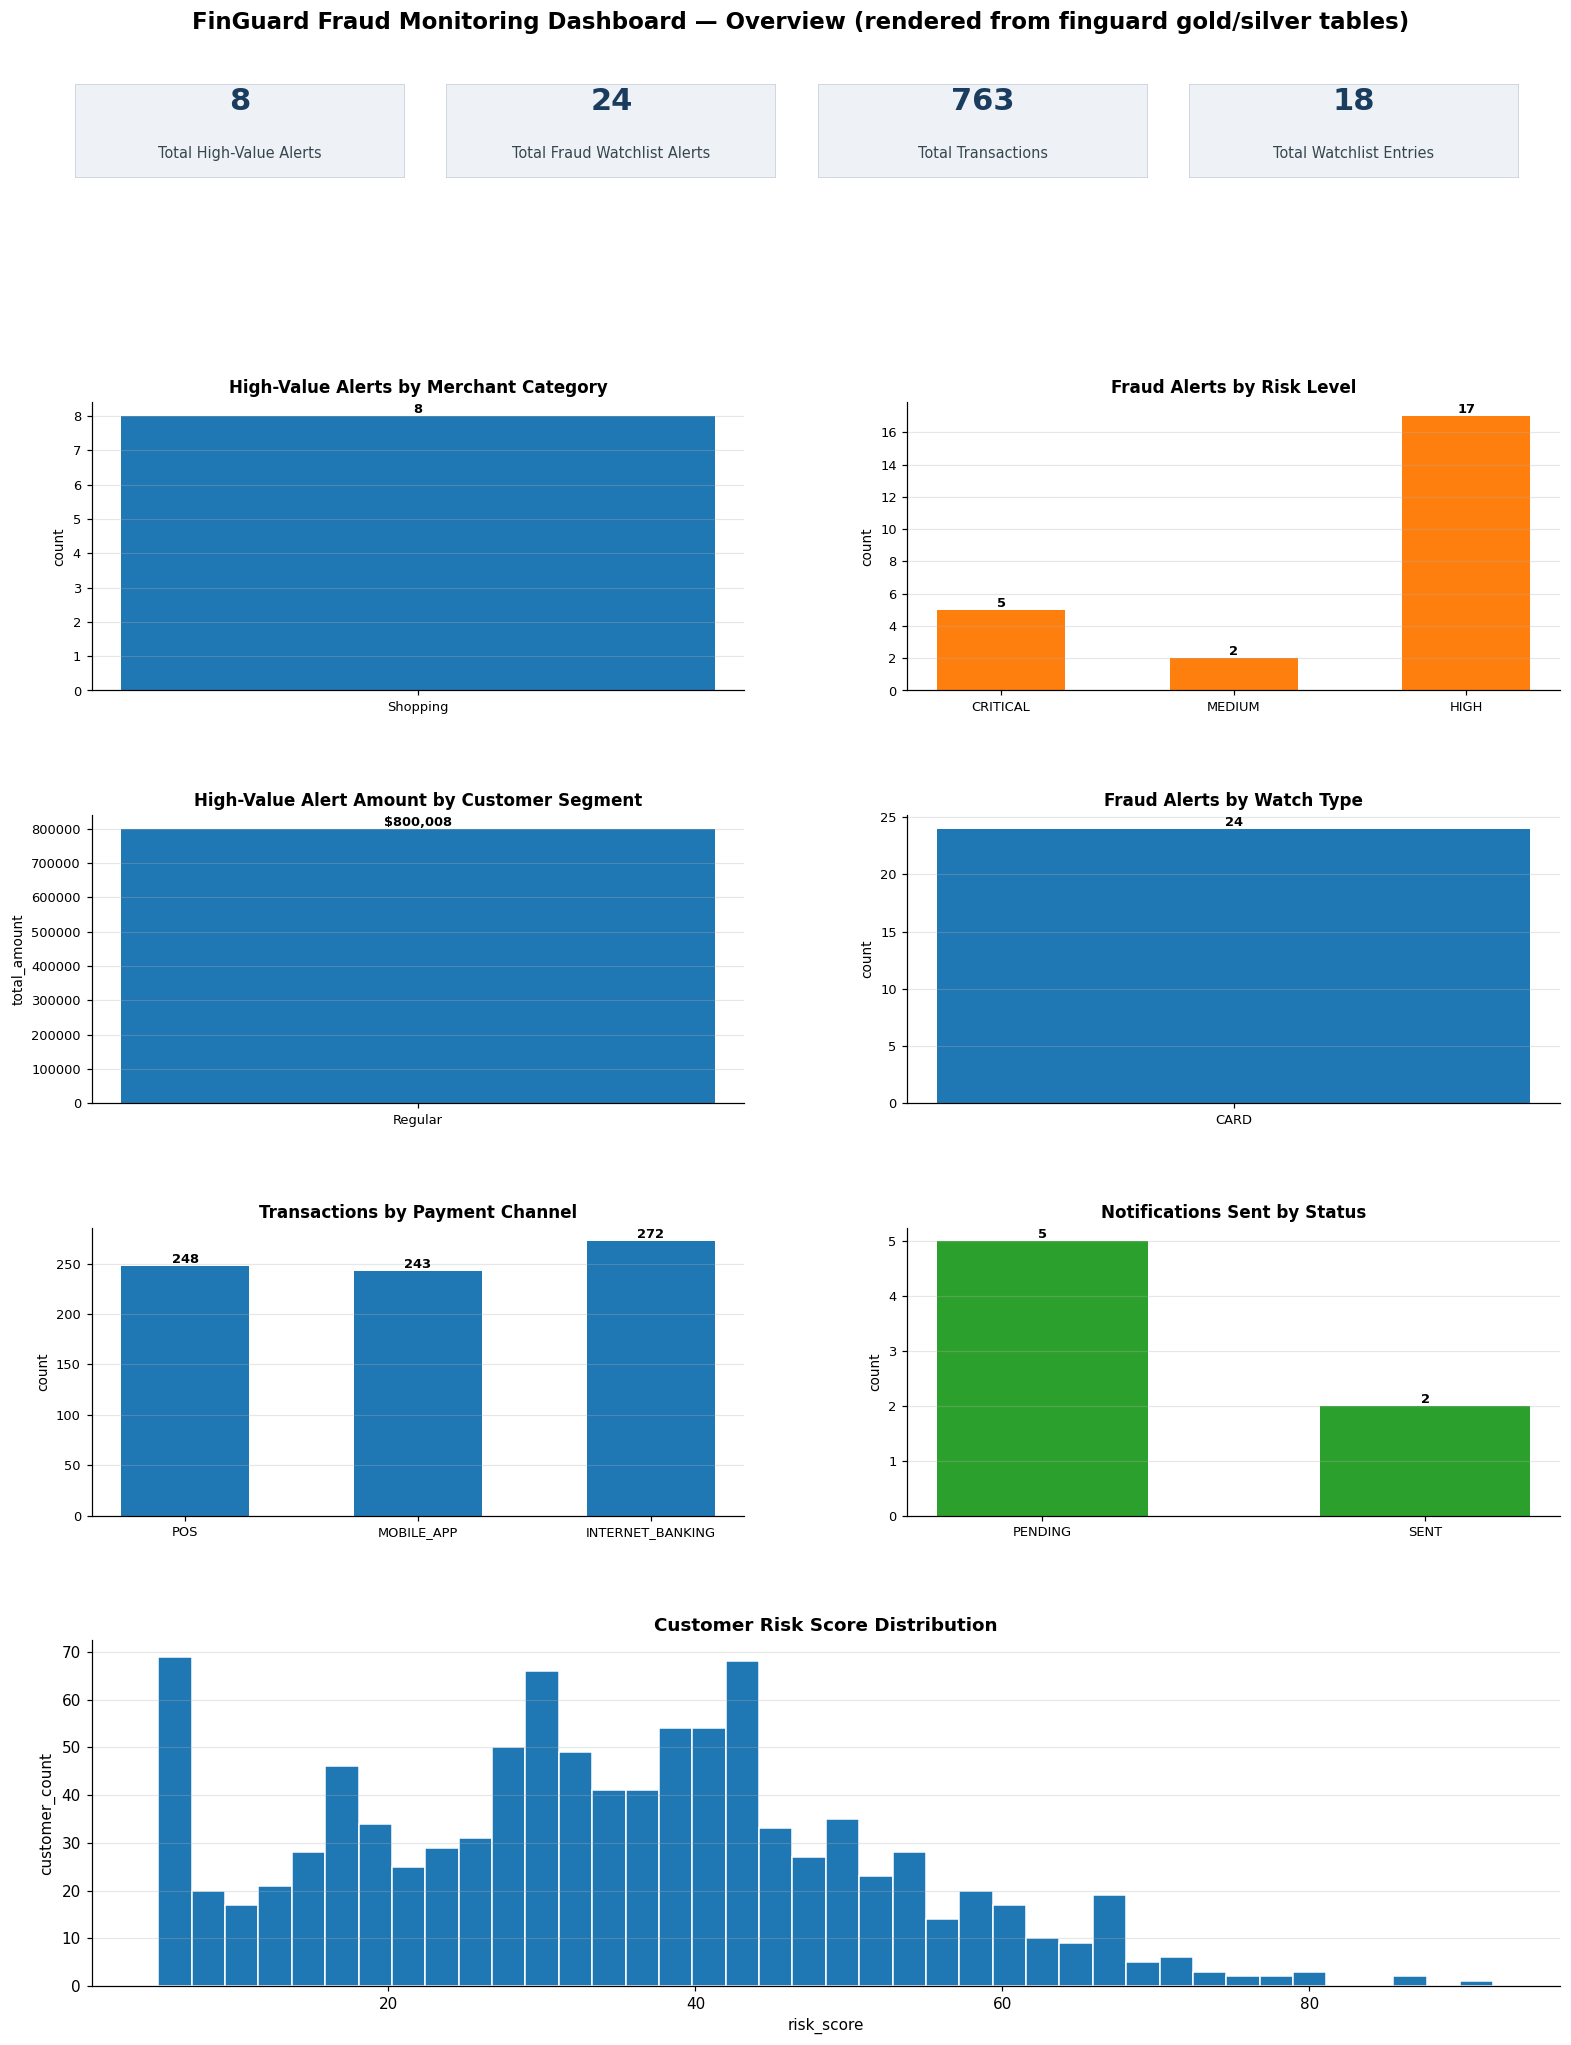 FinGuard Fraud Monitoring Dashboard — Overview (rendered from finguard gold/silver tables)
8
Total High-Value Alerts
24
Total Fraud Watchlist Alerts
763
Total Transactions
18
Total Watchlist Entries
High-Value Alerts by Merchant Category
8
7
6
5
4
3
2
1
0
count
8
Shopping
Fraud Alerts by Risk Level
16
14
12
10
8
6
4
2
0
count
5
2
17
CRITICAL
MEDIUM
HIGH
High-Value Alert Amount by Customer Segment
800000
700000
600000
500000
400000
300000
200000
100000
0
total_amount
$800,008
Regular
Fraud Alerts by Watch Type
25
20
15
10
5
0
count
24
CARD
Transactions by Payment Channel
250
200
150
100
50
0
count
248
243
272
POS
MOBILE_APP
INTERNET_BANKING
Notifications Sent by Status
5
4
3
2
1
0
count
5
2
PENDING
SENT
Customer Risk Score Distribution
70
60
50
40
30
20
10
0
customer_count
20
40
60
80
risk_score